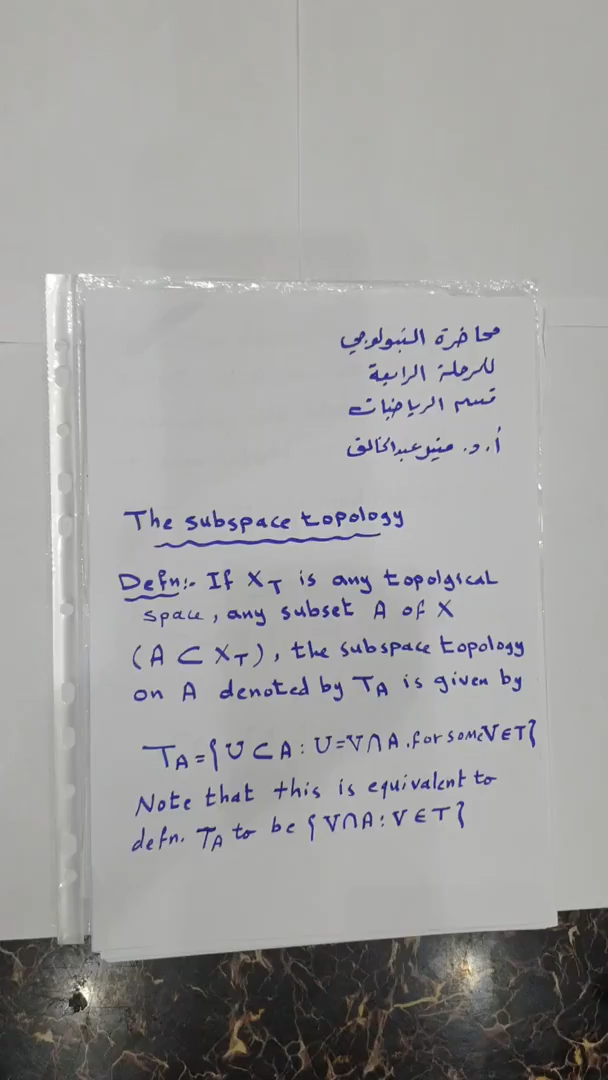 محاضرة التبولوجي
للمرحلة الرابعة
قسم الرياضيات
أ.د. منير عبدالخالق
The subspace topology
Defn:- If X_T is any topolgical
space, any subset A of X
(A ⊂ X_T), the subspace topology
on A denoted by T_A is given by
T_A = {U ⊂ A : U = V ∩ A, for some V ∈ T}
Note that this is equivalent to
defn. T_A to be {V ∩ A : V ∈ T}